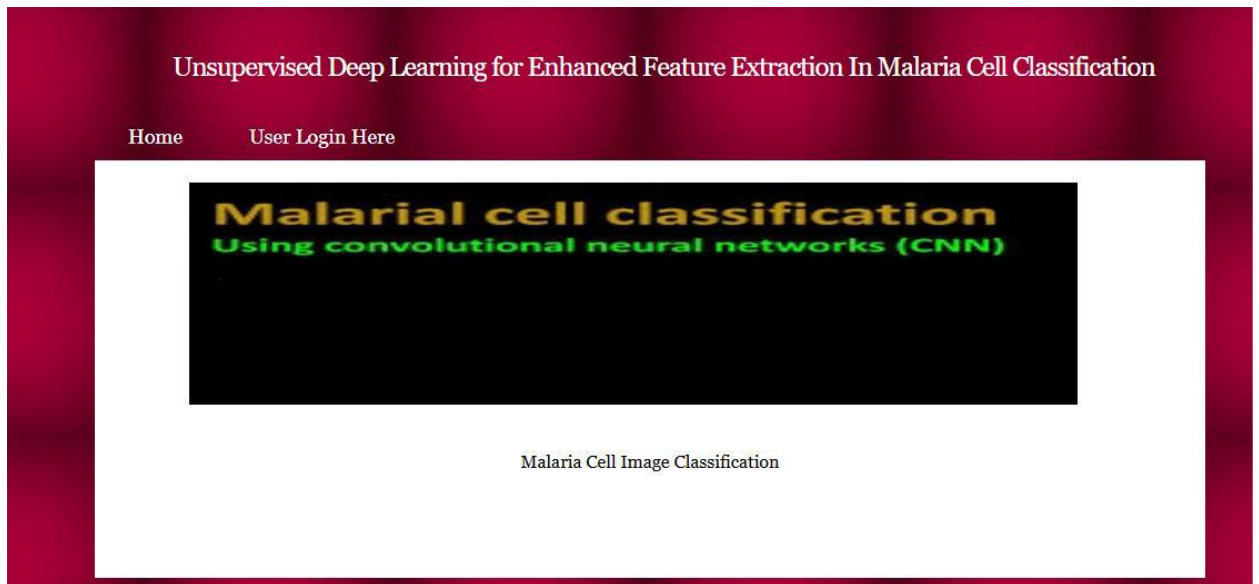 Unsupervised Deep Learning for Enhanced Feature Extraction In Malaria Cell Classification
Home User Login Here
Malarial cell classification
Using convolutional neural networks (CNN)
Malaria Cell Image Classification